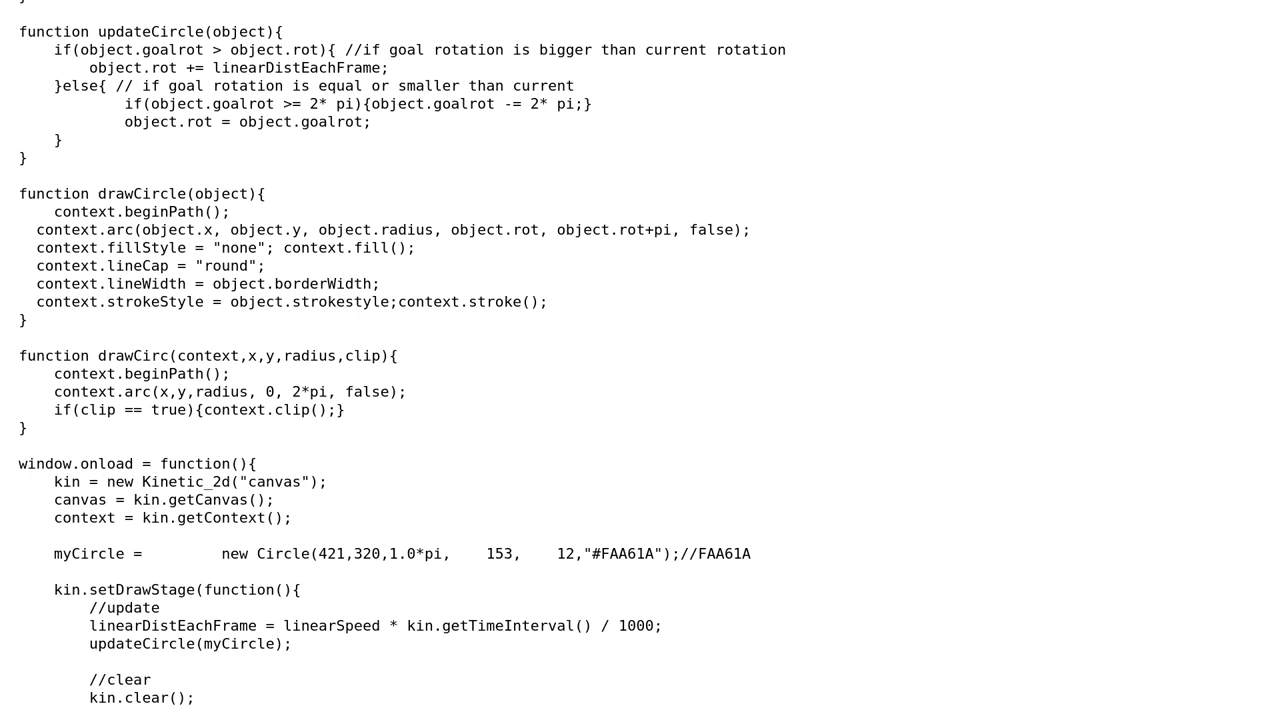 }
function updateCircle(object){
    if(object.goalrot > object.rot){ //if goal rotation is bigger than current rotation
        object.rot += linearDistEachFrame;
    }else{ // if goal rotation is equal or smaller than current
            if(object.goalrot >= 2* pi){object.goalrot -= 2* pi;}
            object.rot = object.goalrot;
    }
}
function drawCircle(object){
    context.beginPath();
  context.arc(object.x, object.y, object.radius, object.rot, object.rot+pi, false);
  context.fillStyle = "none"; context.fill();
  context.lineCap = "round";
  context.lineWidth = object.borderWidth;
  context.strokeStyle = object.strokestyle;context.stroke();
}
function drawCirc(context,x,y,radius,clip){
    context.beginPath();
    context.arc(x,y,radius, 0, 2*pi, false);
    if(clip == true){context.clip();}
}
window.onload = function(){
    kin = new Kinetic_2d("canvas");
    canvas = kin.getCanvas();
    context = kin.getContext();
    myCircle =         new Circle(421,320,1.0*pi,    153,    12,"#FAA61A");//FAA61A
    kin.setDrawStage(function(){
        //update
        linearDistEachFrame = linearSpeed * kin.getTimeInterval() / 1000;
        updateCircle(myCircle);
        //clear
        kin.clear();